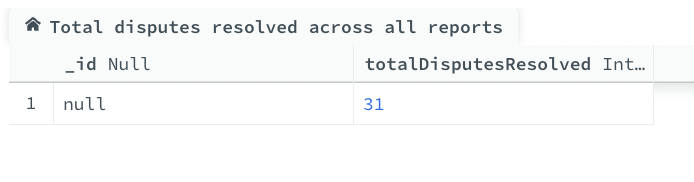 Total disputes resolved across all reports
_id Null totalDisputesResolved Int…
1 null 31